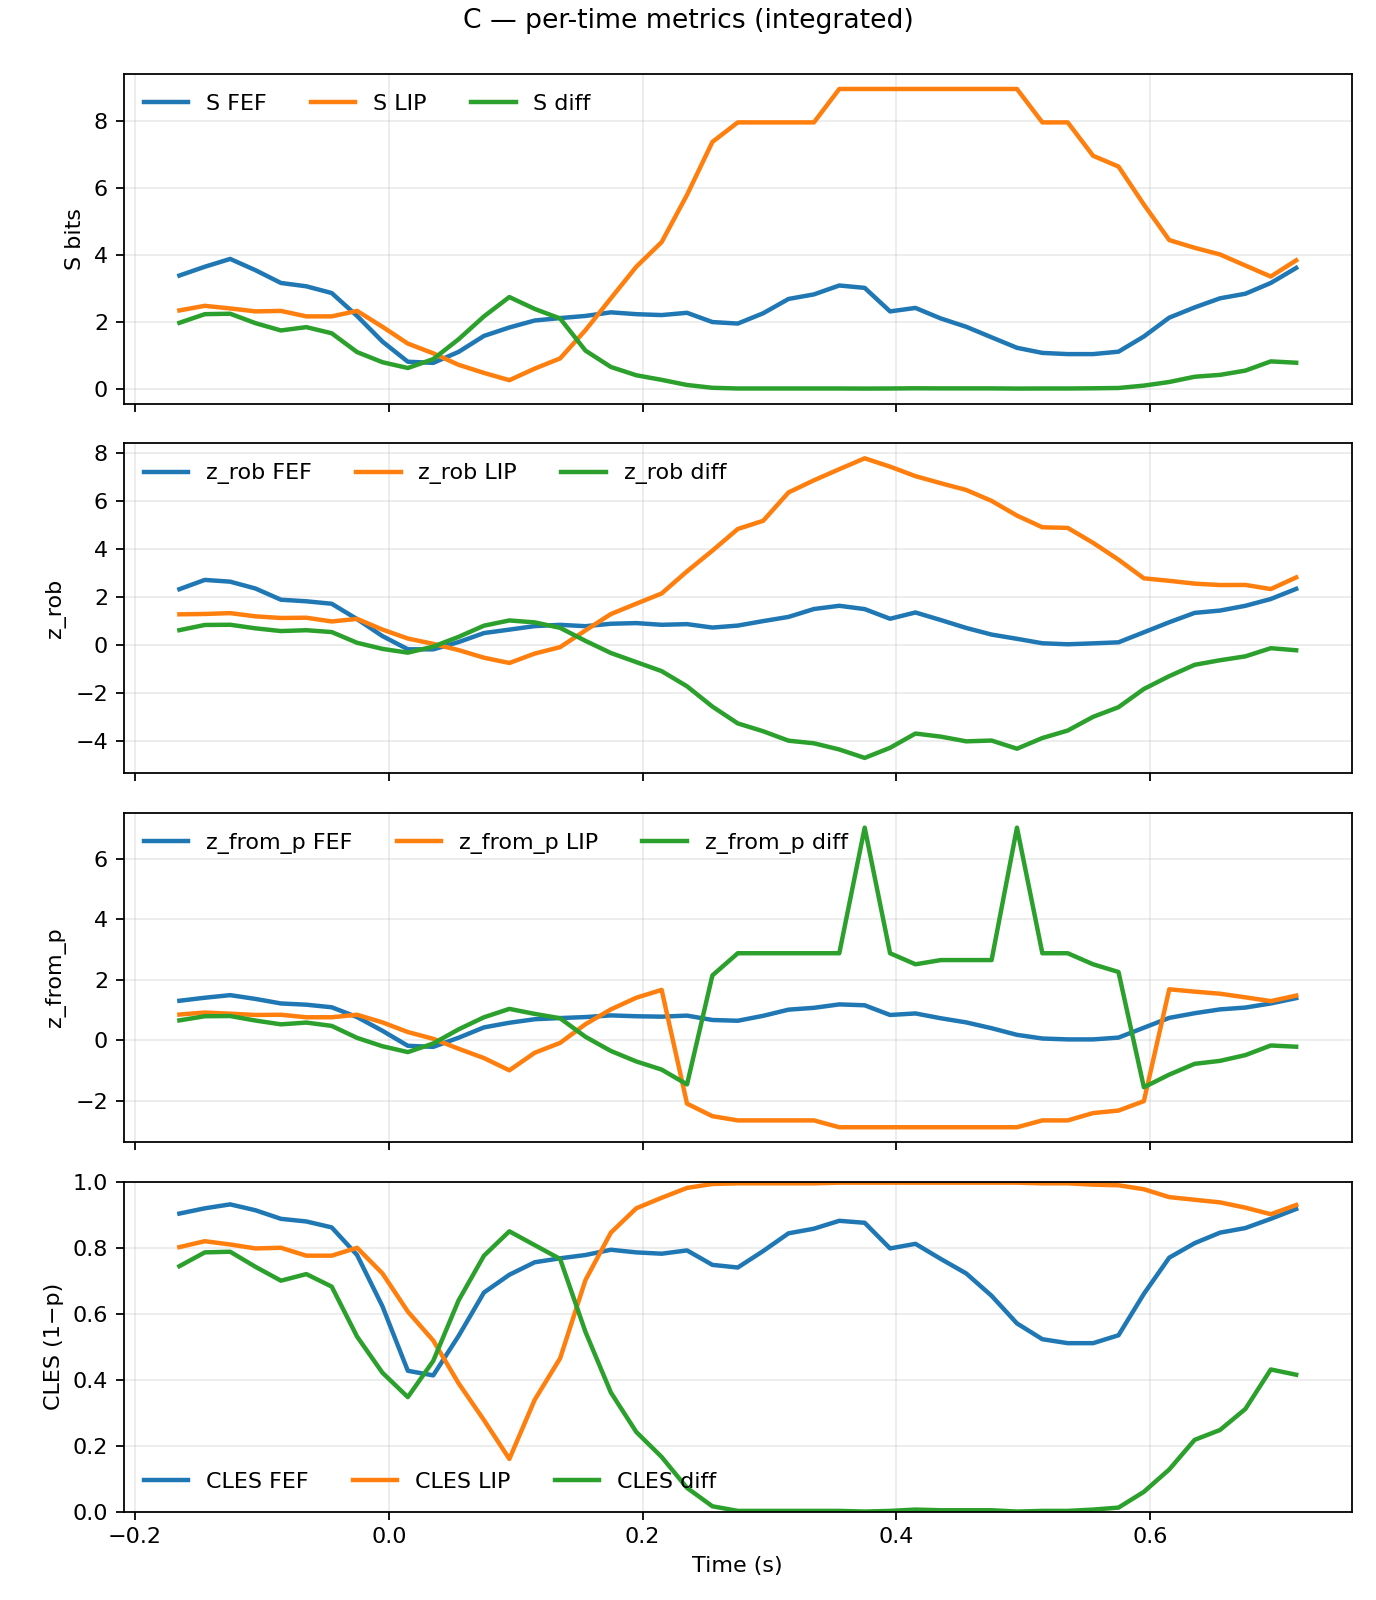 C — per-time metrics (integrated)
S FEF S LIP S diff
8
6
4
2
0
S bits
z_rob FEF z_rob LIP z_rob diff
8
6
4
2
0
−2
−4
z_rob
z_from_p FEF z_from_p LIP z_from_p diff
6
4
2
0
−2
z_from_p
1.0
0.8
0.6
0.4
0.2
0.0
CLES (1−p)
CLES FEF CLES LIP CLES diff
−0.2 0.0 0.2 0.4 0.6
Time (s)